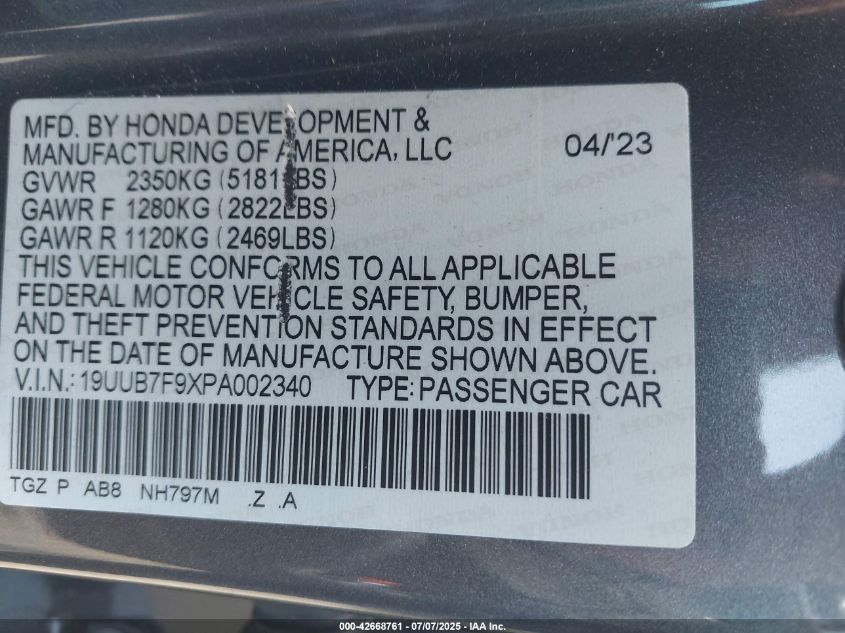 MFD. BY HONDA DEVELOPMENT &
MANUFACTURING OF AMERICA, LLC 04/'23
GVWR 2350KG (5181LBS)
GAWR F 1280KG (2822LBS)
GAWR R 1120KG (2469LBS)
THIS VEHICLE CONFORMS TO ALL APPLICABLE
FEDERAL MOTOR VEHICLE SAFETY, BUMPER,
AND THEFT PREVENTION STANDARDS IN EFFECT
ON THE DATE OF MANUFACTURE SHOWN ABOVE.
V.I.N.: 19UUB7F9XPA002340 TYPE: PASSENGER CAR
TGZ P AB8 NH797M .Z .A
000-42668761 / 07/07/2025 - IAA Inc.